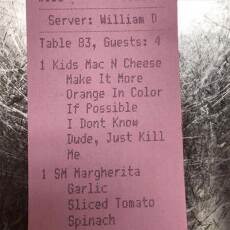 Server: William D
Table 83, Guests: 4
1 Kids Mac N Cheese
Make It More
Orange In Color
If Possible
I Dont Know
Dude, Just Kill
Me
1 SM Margherita
Garlic
Sliced Tomato
Spinach